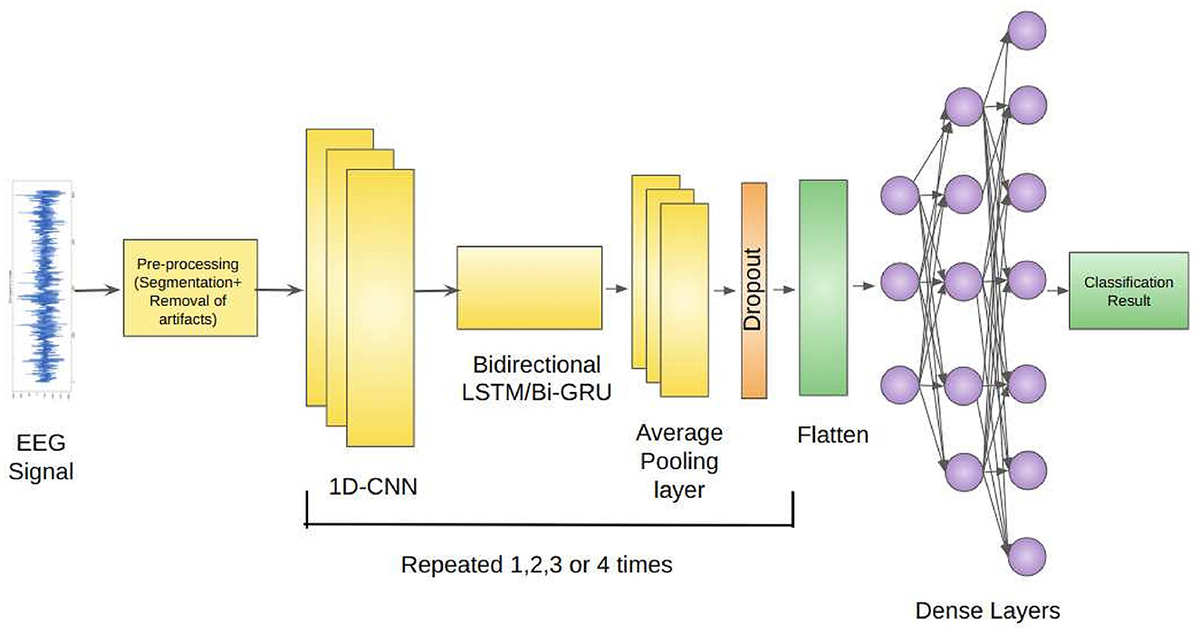 EEG
Signal
Pre-processing
(Segmentation+
Removal of
artifacts)
1D-CNN
Bidirectional
LSTM/Bi-GRU
Average
Pooling
layer
Dropout
Flatten
Repeated 1,2,3 or 4 times
Dense Layers
Classification
Result